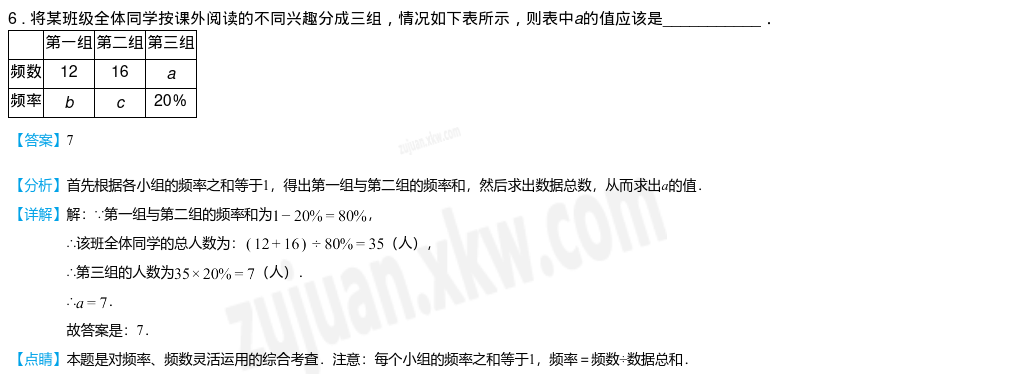 6．将某班级全体同学按课外阅读的不同兴趣分成三组，情况如下表所示，则表中a的值应该是___________．
第一组 第二组 第三组
频数 12 16 a
频率 b c 20%
【答案】7
zujuan.xkw.com
【分析】首先根据各小组的频率之和等于1，得出第一组与第二组的频率和，然后求出数据总数，从而求出a的值．
【详解】解：∵第一组与第二组的频率和为1－20%＝80%，
∴该班全体同学的总人数为：（12＋16）÷80%＝35（人），
∴第三组的人数为35×20%＝7（人）．
∴a＝7．
故答案是：7．
zujuan.xkw.com
【点睛】本题是对频率、频数灵活运用的综合考查．注意：每个小组的频率之和等于1，频率＝频数÷数据总和．